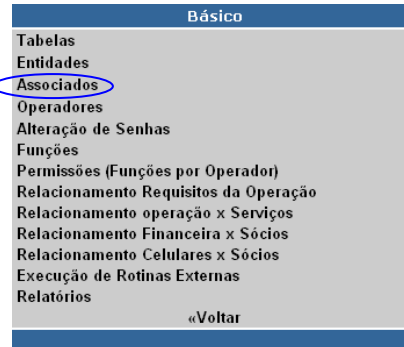 Básico
Tabelas
Entidades
Associados
Operadores
Alteração de Senhas
Funções
Permissões (Funções por Operador)
Relacionamento Requisitos da Operação
Relacionamento operação x Serviços
Relacionamento Financeira x Sócios
Relacionamento Celulares x Sócios
Execução de Rotinas Externas
Relatórios
«Voltar